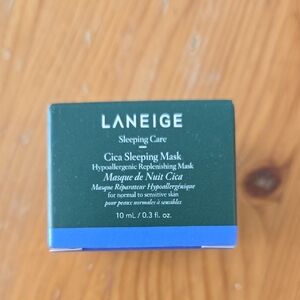 LANEIGE
Sleeping Care
Cica Sleeping Mask
Hypoallergenic Replenishing Mask
Masque de Nuit Cica
Masque Réparateur Hypoallergénique
for normal to sensitive skin
pour peaux normales à sensibles
10 mL / 0.3 fl. oz.